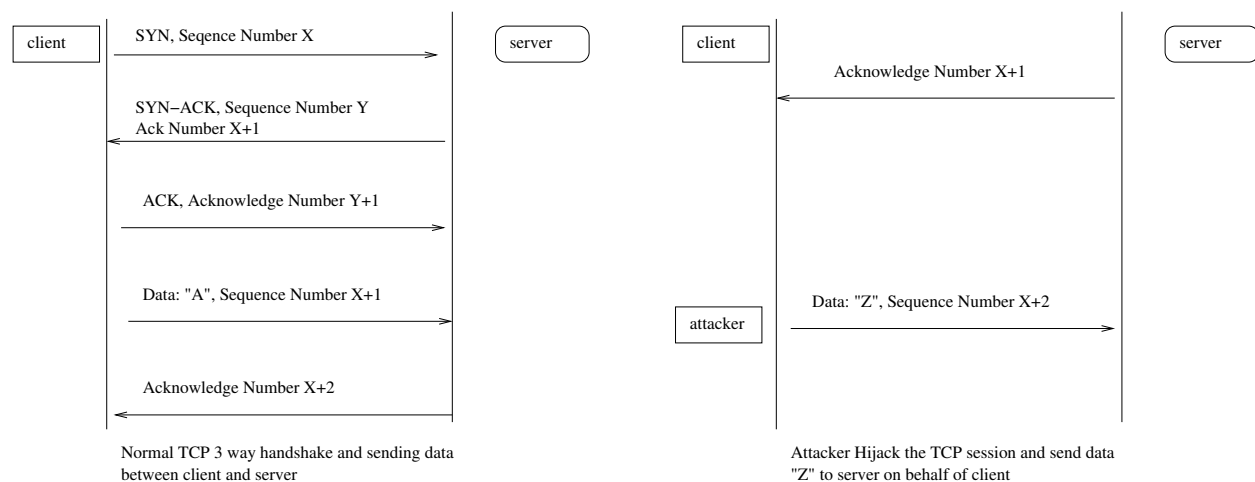 client
server
SYN, Seqence Number X
SYN−ACK, Sequence Number Y
Ack Number X+1
ACK, Acknowledge Number Y+1
Data: "A", Sequence Number X+1
Acknowledge Number X+2
Normal TCP 3 way handshake and sending data
between client and server
client
server
Acknowledge Number X+1
attacker
Data: "Z", Sequence Number X+2
Attacker Hijack the TCP session and send data
"Z" to server on behalf of client